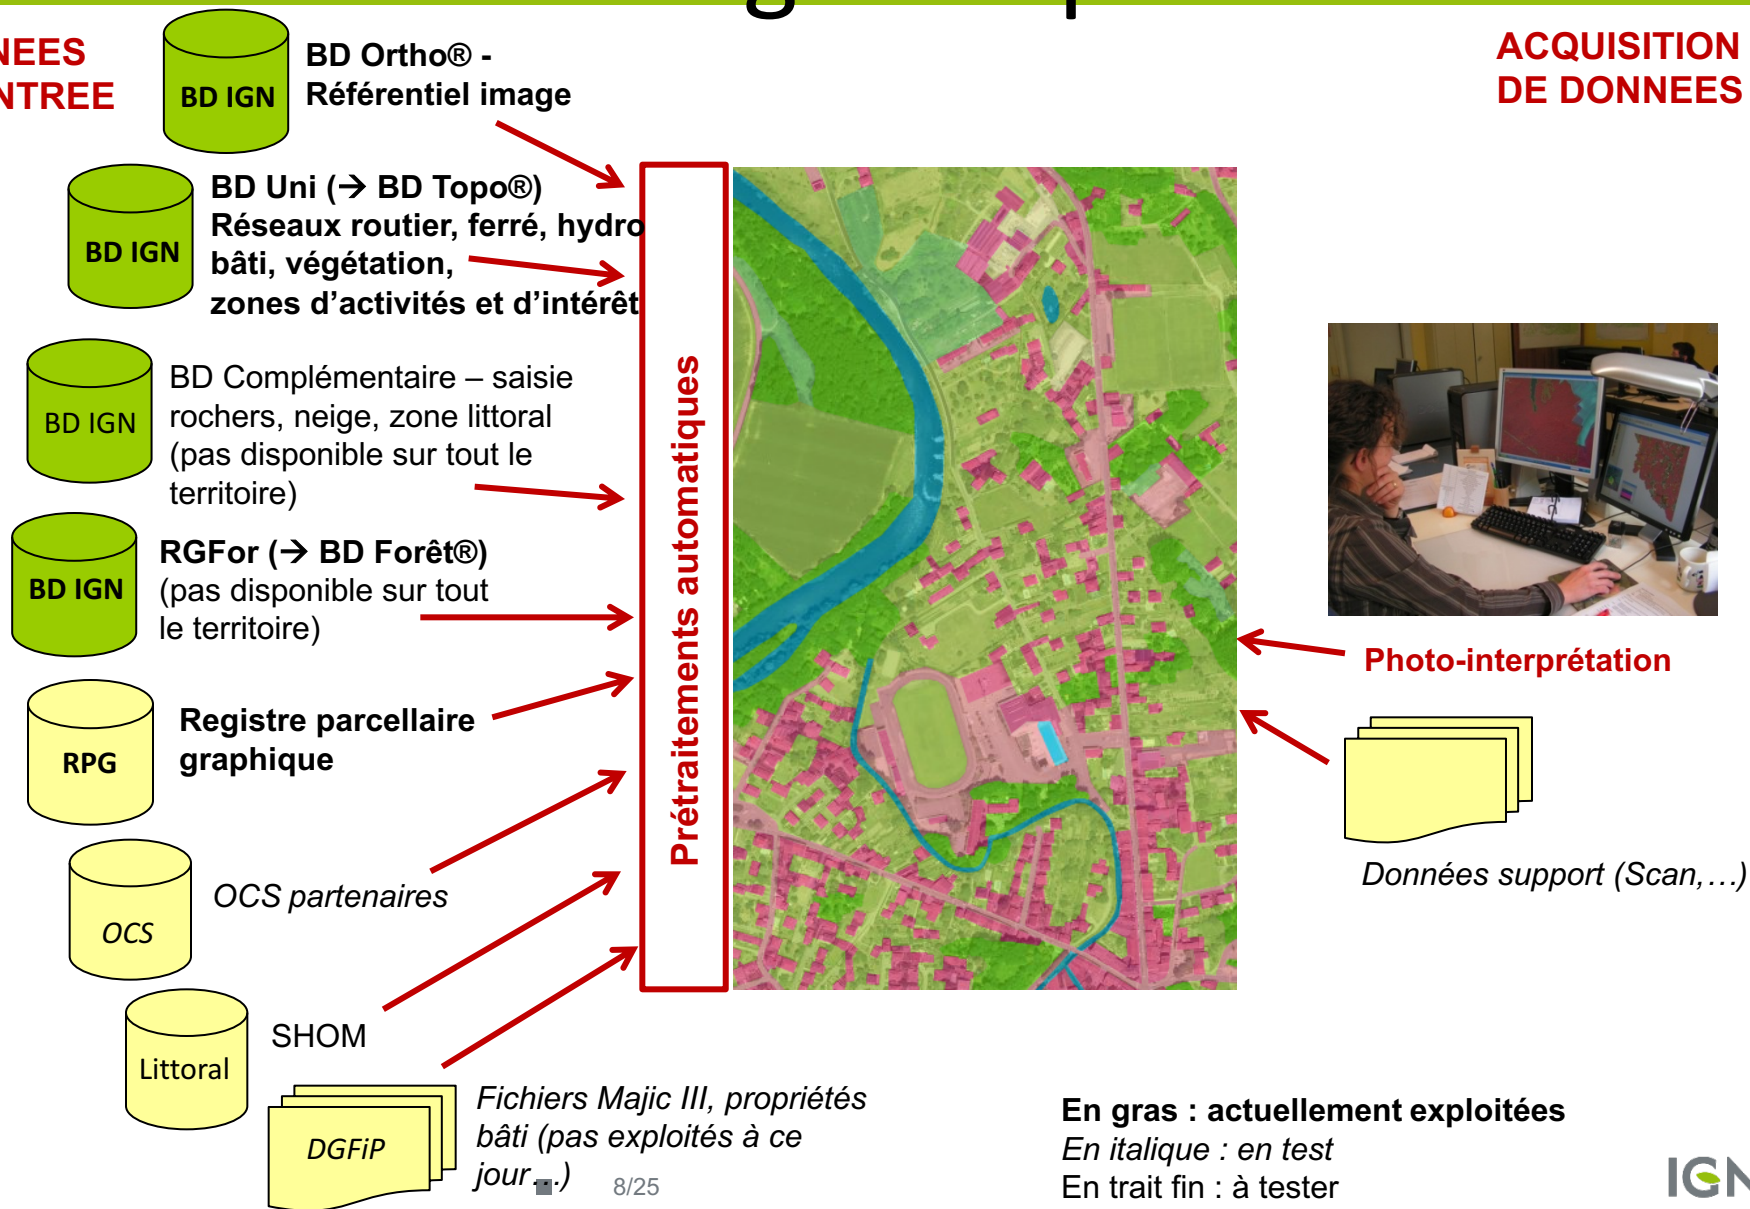 NEES
NTREE
BD IGN
BD Ortho® -
Référentiel image
ACQUISITION
DE DONNEES
BD IGN
BD Uni (→ BD Topo®)
Réseaux routier, ferré, hydro
bâti, végétation,
zones d’activités et d’intérêt
BD IGN
BD Complémentaire – saisie
rochers, neige, zone littoral
(pas disponible sur tout le
territoire)
BD IGN
RGFor (→ BD Forêt®)
(pas disponible sur tout
le territoire)
RPG
Registre parcellaire
graphique
OCS
OCS partenaires
Littoral
SHOM
DGFiP
Fichiers Majic III, propriétés
bâti (pas exploités à ce
jour…)
Prétraitements automatiques
Photo-interprétation
Données support (Scan,…)
En gras : actuellement exploitées
En italique : en test
En trait fin : à tester
8/25
IGN